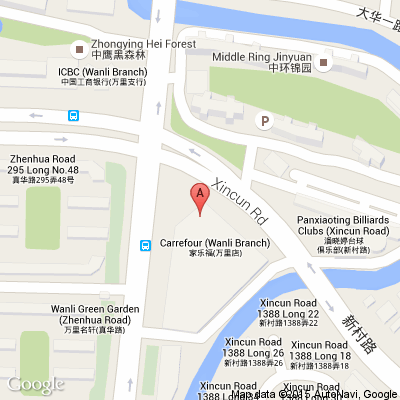 大华一路
Zhongying Hei Forest
中鹰黑森林
Middle Ring Jinyuan
中环锦园
ICBC (Wanli Branch)
中国工商银行(万里支行)
P
Zhenhua Road
295 Long No.48
真华路295弄48号
Xincun Rd
A
Panxiaoting Billiards
Clubs (Xincun Road)
潘晓婷台球
俱乐部(新村路)
Carrefour (Wanli Branch)
家乐福(万里店)
Wanli Green Garden
(Zhenhua Road)
万里名轩(真华路)
Xincun Road
1388 Long 22
新村路1388弄22
新村路
Xincun Road
1388 Long 26
新村路1388弄26
Xincun Road
1388 Long 18
新村路1388弄18
Xincun Road
Xincun Road
Google
Map data ©2015 AutoNavi, Google